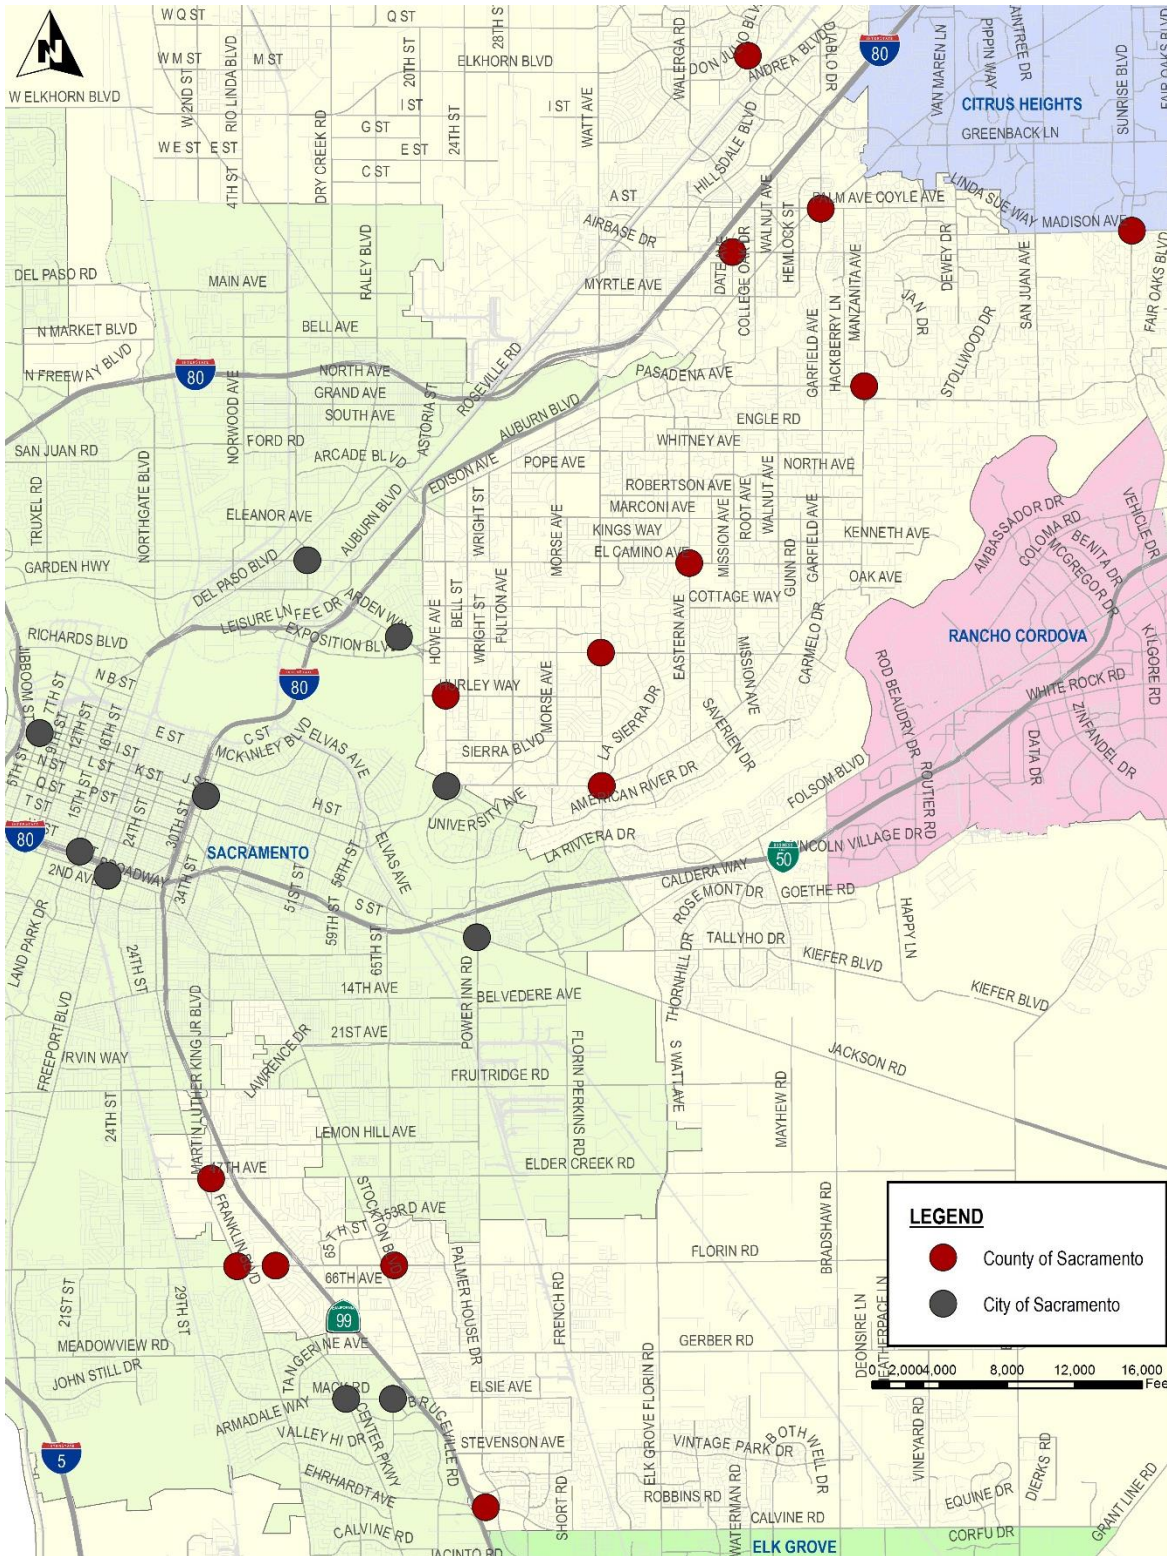 N
W Q ST
Q ST
28TH ST
WALERGA RD
DON JULIO BLVD
ANDREA BLVD
DIABLO DR
80
VAN MAREN LN
PIPPIN WAY
SUNRISE BLVD
W M ST
M ST
20TH ST
ELKHORN BLVD
CITRUS HEIGHTS
W ELKHORN BLVD
W 2ND ST
RIO LINDA BLVD
I ST
24TH ST
I ST
WATT AVE
HILLSDALE BLVD
GREENBACK LN
G ST
W E ST
E ST
E ST
C ST
4TH ST
DRY CREEK RD
A ST
WALNUT AVE
HEMLOCK ST
PALM AVE
COYLE AVE
LINDA SUE WAY
MADISON AVE
AIRBASE DR
DEWEY DR
SAN JUAN AVE
FAIR OAKS BLVD
DEL PASO RD
MAIN AVE
RALEY BLVD
MYRTLE AVE
DATE AVE
COLLEGE OAK DR
MANZANITA AVE
JAN DR
STOLLWOOD DR
N MARKET BLVD
BELL AVE
N FREEWAY BLVD
80
NORTH AVE
GRAND AVE
SOUTH AVE
ASTORIA ST
ROSEVILLE RD
AUBURN BLVD
PASADENA AVE
GARFIELD AVE
HACKBERRY LN
ENGLE RD
WHITNEY AVE
SAN JUAN RD
NORWOOD AVE
FORD RD
ARCADE BLVD
EDISON AVE
POPE AVE
NORTH AVE
TRUXEL RD
NORTHGATE BLVD
ELEANOR AVE
AUBURN BLVD
WRIGHT ST
MORSE AVE
ROBERTSON AVE
MARCONI AVE
KINGS WAY
MISSION AVE
ROOT AVE
WALNUT AVE
GARFIELD AVE
KENNETH AVE
AMBASSADOR DR
COLOMA RD
BENITA DR
MCGREGOR DR
VEHICLE DR
GARDEN HWY
DEL PASO BLVD
EL CAMINO AVE
GUNN RD
OAK AVE
COTTAGE WAY
LEISURE LN
FEE DR
ARDEN WAY
EXPOSITION BLVD
HOWE AVE
BELL ST
WRIGHT ST
FULTON AVE
EASTERN AVE
MISSION AVE
CARMELO DR
RANCHO CORDOVA
RICHARDS BLVD
JIBBOOM ST
7TH ST
N B ST
80
HURLEY WAY
MORSE AVE
LA SIERRA DR
SAVERIEN DR
ROD BEAUDRY DR
WHITE ROCK RD
KILGORE RD
ZINFANDEL DR
5TH ST
9TH ST
12TH ST
16TH ST
E ST
C ST
MCKINLEY BLVD
ELVAS AVE
SIERRA BLVD
DATA DR
I ST
N ST
L ST
K ST
J ST
Q ST
P ST
T ST
15TH ST
24TH ST
30TH ST
H ST
AMERICAN RIVER DR
FOLSOM BLVD
ROUTIER RD
UNIVERSITY AVE
80
SACRAMENTO
58TH ST
ELVAS AVE
LA RIVIERA DR
50
2ND AVE
BROADWAY
34TH ST
51ST ST
59TH ST
65TH ST
S ST
CALDERA WAY
ROSEMONT DR
GOETHE RD
LAND PARK DR
24TH ST
TALLYHO DR
HAPPY LN
KIEFER BLVD
FREEPORT BLVD
14TH AVE
POWER INN RD
BELVEDERE AVE
THORNHILL DR
KIEFER BLVD
MARTIN LUTHER KING JR BLVD
LAWRENCE DR
21ST AVE
FLORIN PERKINS RD
JACKSON RD
FRUITRIDGE RD
S WATT AVE
MAYHEW RD
24TH ST
LEMON HILL AVE
47TH AVE
ELDER CREEK RD
FRANKLIN BLVD
STOCKTON BLVD
53RD AVE
65TH ST
BRADSHAW RD
66TH AVE
FLORIN RD
PALMER HOUSE DR
FRENCH RD
21ST ST
29TH ST
99
MEADOWVIEW RD
TANGERINE AVE
GERBER RD
DEONSIRE LN
JOHN STILL DR
MACK RD
ELSIE AVE
ELK GROVE FLORIN RD
ARMADALE WAY
CENTER PKWY
BRUCEVILLE RD
5
VALLEY HI DR
STEVENSON AVE
VINTAGE PARK DR
BOTHWELL DR
VINEYARD RD
DIERKS RD
EHRHARDT AVE
SHORT RD
ROBBINS RD
WATERMAN RD
EQUINE DR
GRANT LINE RD
CALVINE RD
CALVINE RD
CORFU DR
JACINTO RD
ELK GROVE
LEGEND
County of Sacramento
City of Sacramento
0 2,000 4,000 8,000 12,000 16,000
Feet